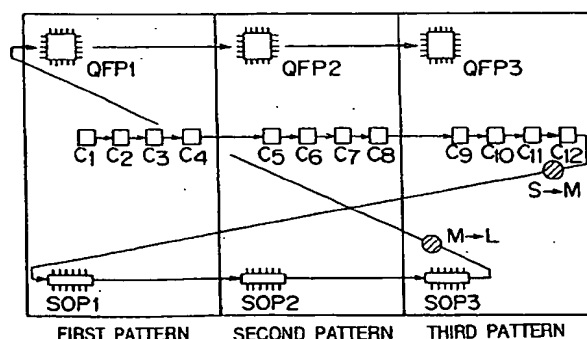 QFP1 QFP2 QFP3
C1 C2 C3 C4 C5 C6 C7 C8 C9 C10 C11 C12
S→M
M→L
SOP1 SOP2 SOP3
FIRST PATTERN SECOND PATTERN THIRD PATTERN